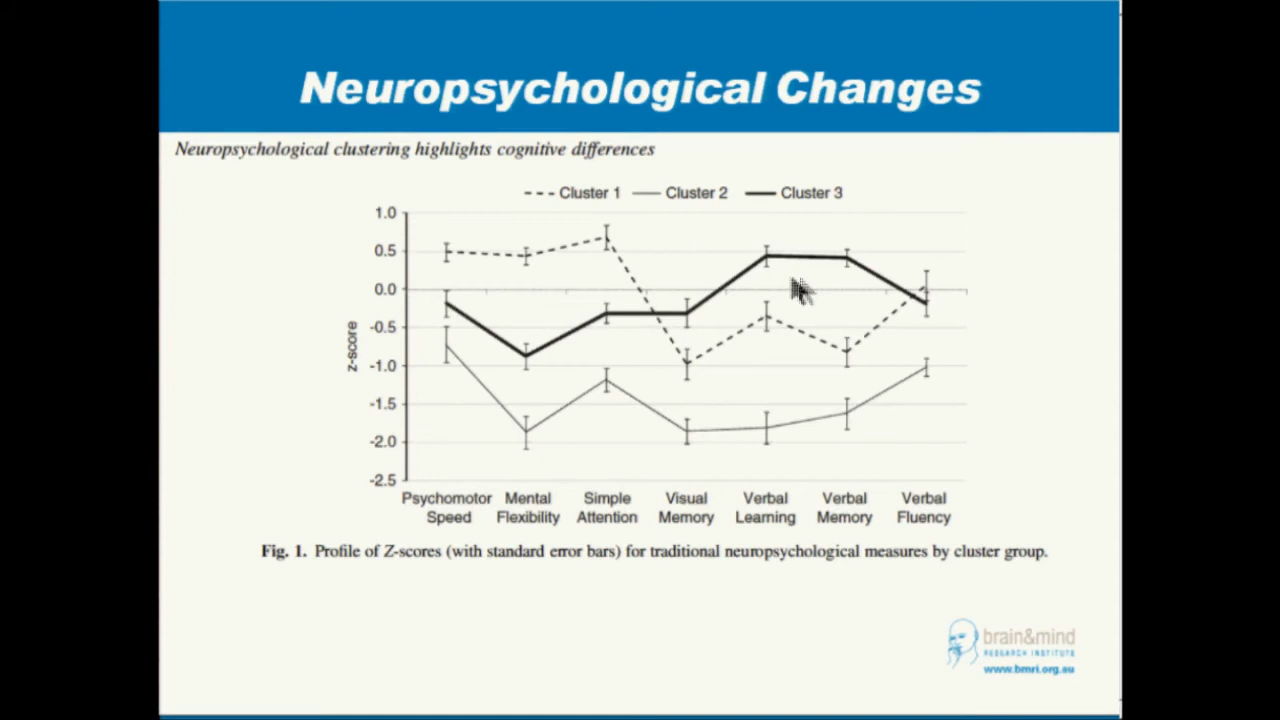 Neuropsychological Changes
Neuropsychological clustering highlights cognitive differences
Cluster 1 Cluster 2 Cluster 3
1.0
0.5
0.0
-0.5
-1.0
-1.5
-2.0
-2.5
z-score
Psychomotor Speed
Mental Flexibility
Simple Attention
Visual Memory
Verbal Learning
Verbal Memory
Verbal Fluency
Fig. 1. Profile of Z-scores (with standard error bars) for traditional neuropsychological measures by cluster group.
brain&mind
RESEARCH INSTITUTE
www.bmri.org.au